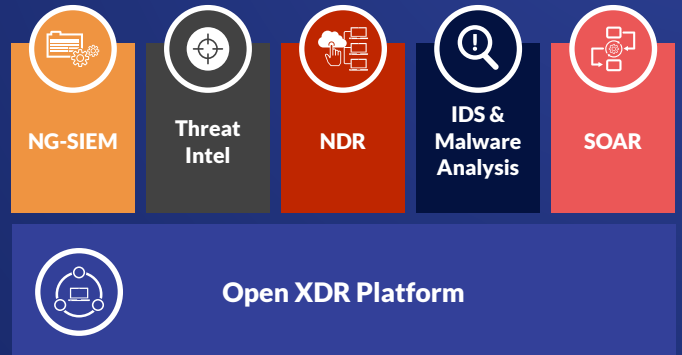 NG-SIEM
Threat
Intel
NDR
IDS &
Malware
Analysis
SOAR
Open XDR Platform